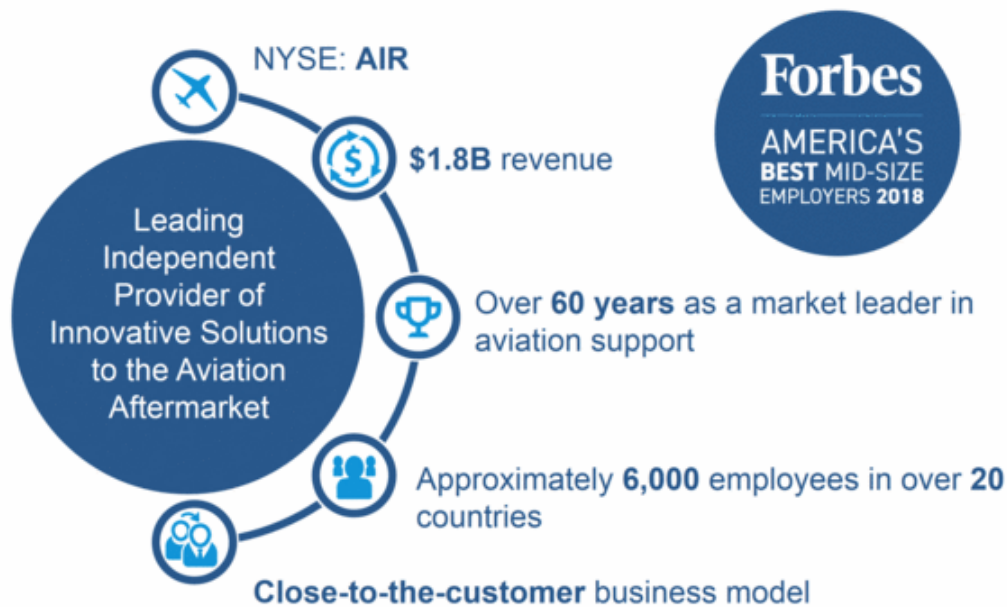 NYSE: AIR
Forbes
AMERICA'S
BEST MID-SIZE
EMPLOYERS 2018
$1.8B revenue
Leading
Independent
Provider of
Innovative Solutions
to the Aviation
Aftermarket
Over 60 years as a market leader in
aviation support
Approximately 6,000 employees in over 20
countries
Close-to-the-customer business model